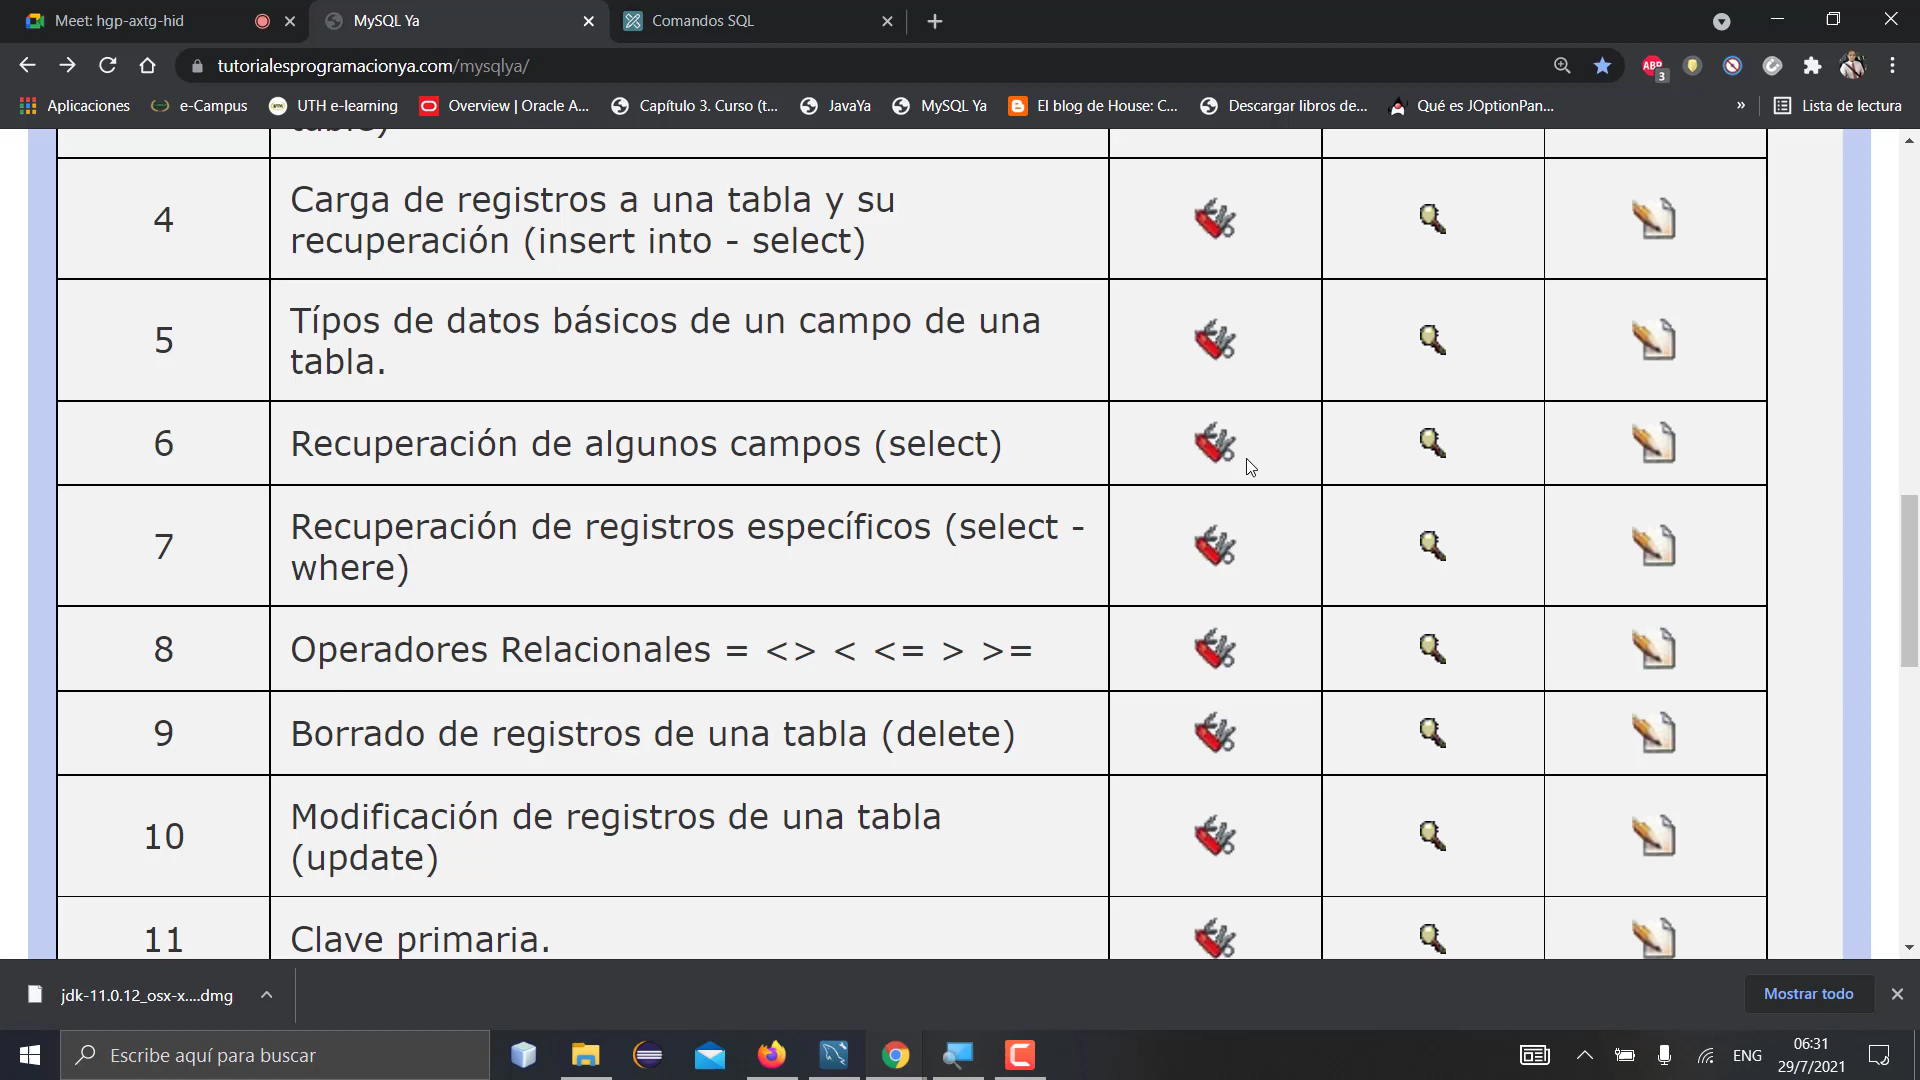 Meet: hgp-axtg-hid
MySQL Ya
Comandos SQL
tutorialesprogramacionya.com/mysqlya/
ABP
3
Aplicaciones
e-Campus
UTH e-learning
Overview | Oracle A...
Capítulo 3. Curso (t...
JavaYa
MySQL Ya
El blog de House: C...
Descargar libros de...
Qué es JOptionPan...
»
Lista de lectura
table)
4
Carga de registros a una tabla y su
recuperación (insert into - select)
5
Típos de datos básicos de un campo de una
tabla.
6
Recuperación de algunos campos (select)
7
Recuperación de registros específicos (select -
where)
8
Operadores Relacionales = <> < <= > >=
9
Borrado de registros de una tabla (delete)
10
Modificación de registros de una tabla
(update)
11
Clave primaria.
jdk-11.0.12_osx-x....dmg
Mostrar todo
Escribe aquí para buscar
ENG
06:31
29/7/2021